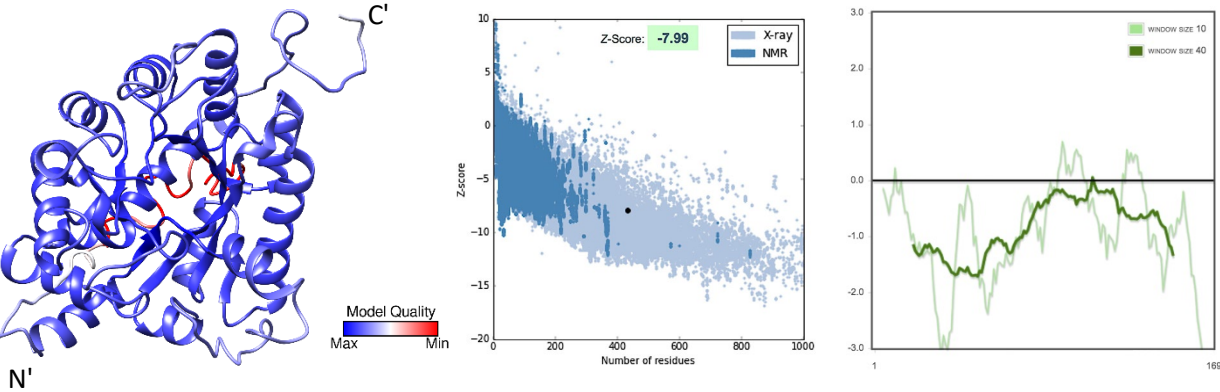 C'
N'
Model Quality
Max Min
Z-Score: -7.99
X-ray
NMR
10
5
0
−5
−10
−15
−20
Z-score
0 200 400 600 800 1000
Number of residues
3.0
2.0
1.0
0.0
-1.0
-2.0
-3.0
WINDOW SIZE 10
WINDOW SIZE 40
1 169